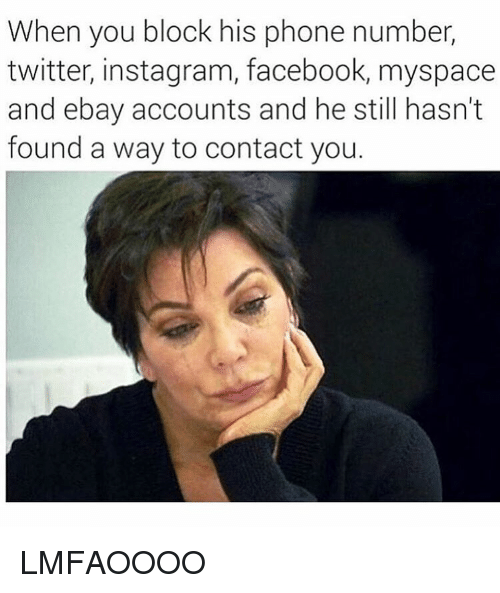 When you block his phone number,
twitter, instagram, facebook, myspace
and ebay accounts and he still hasn't
found a way to contact you.
LMFAOOOO